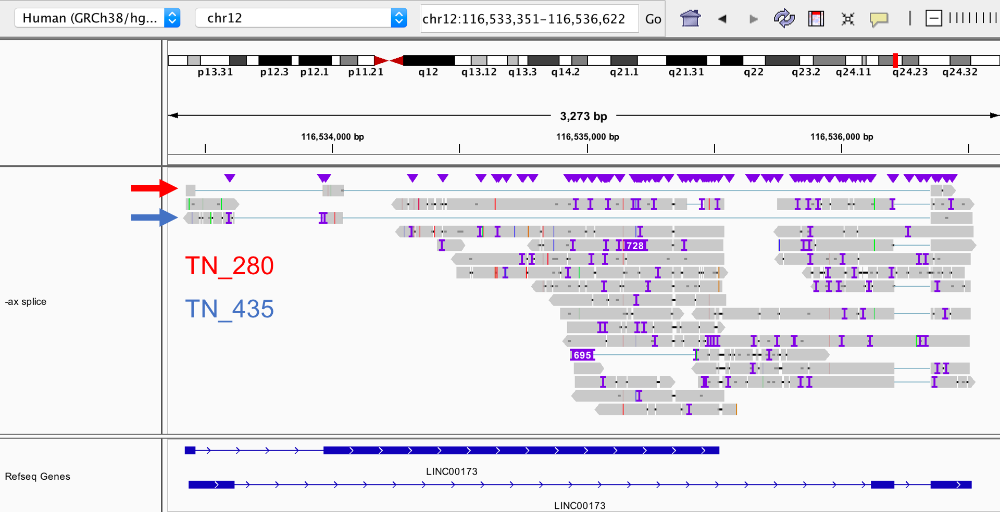 Human (GRCh38/hg... chr12 chr12:116,533,351-116,536,622 Go
p13.31 p12.3 p12.1 p11.21 q12 q13.12 q13.3 q14.2 q21.1 q21.31 q22 q23.2 q24.11 q24.23 q24.32
3,273 bp
116,534,000 bp 116,535,000 bp 116,536,000 bp
728
TN_280
-ax splice
TN_435
695
LINC00173
Refseq Genes
LINC00173